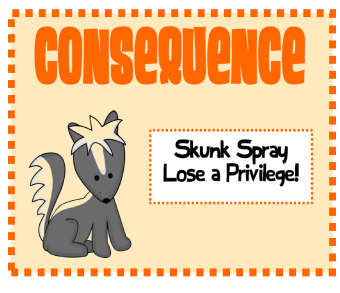 CONSEQUENCE
Skunk Spray
Lose a Privilege!